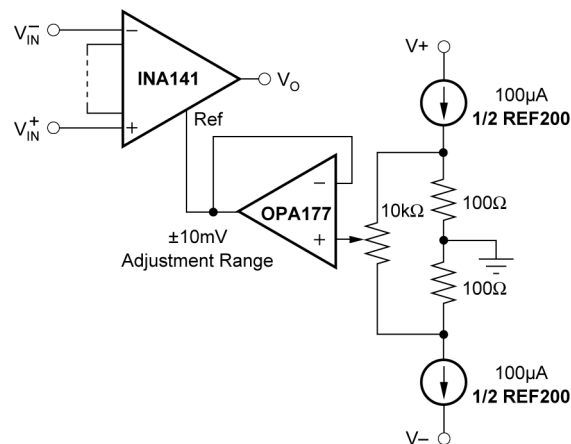 V−IN
V+IN
−
+
INA141
VO
Ref
−
+
OPA177
±10mV
Adjustment Range
10kΩ
V+
100µA
1/2 REF200
100Ω
100Ω
100µA
1/2 REF200
V–